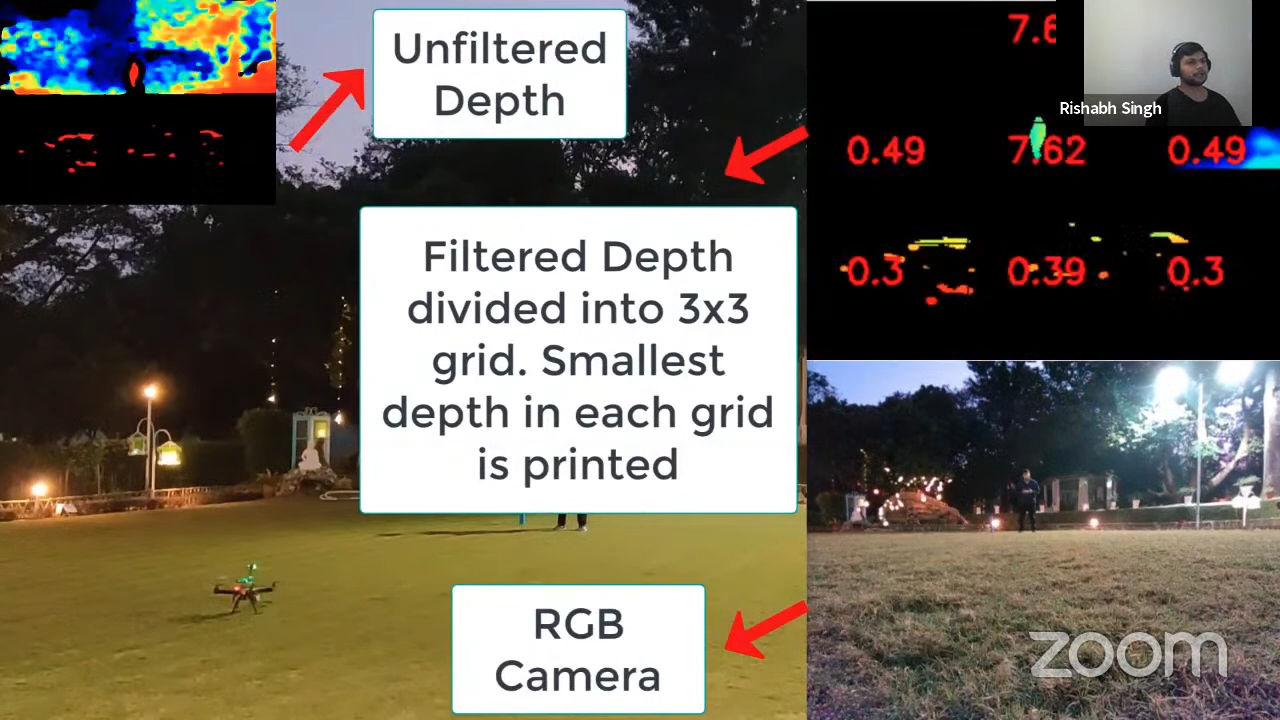 Unfiltered
Depth
7.6
Rishabh Singh
0.49
7.62
0.49
Filtered Depth
divided into 3x3
grid. Smallest
depth in each grid
is printed
0.3
0.39
0.3
RGB
Camera
zoom